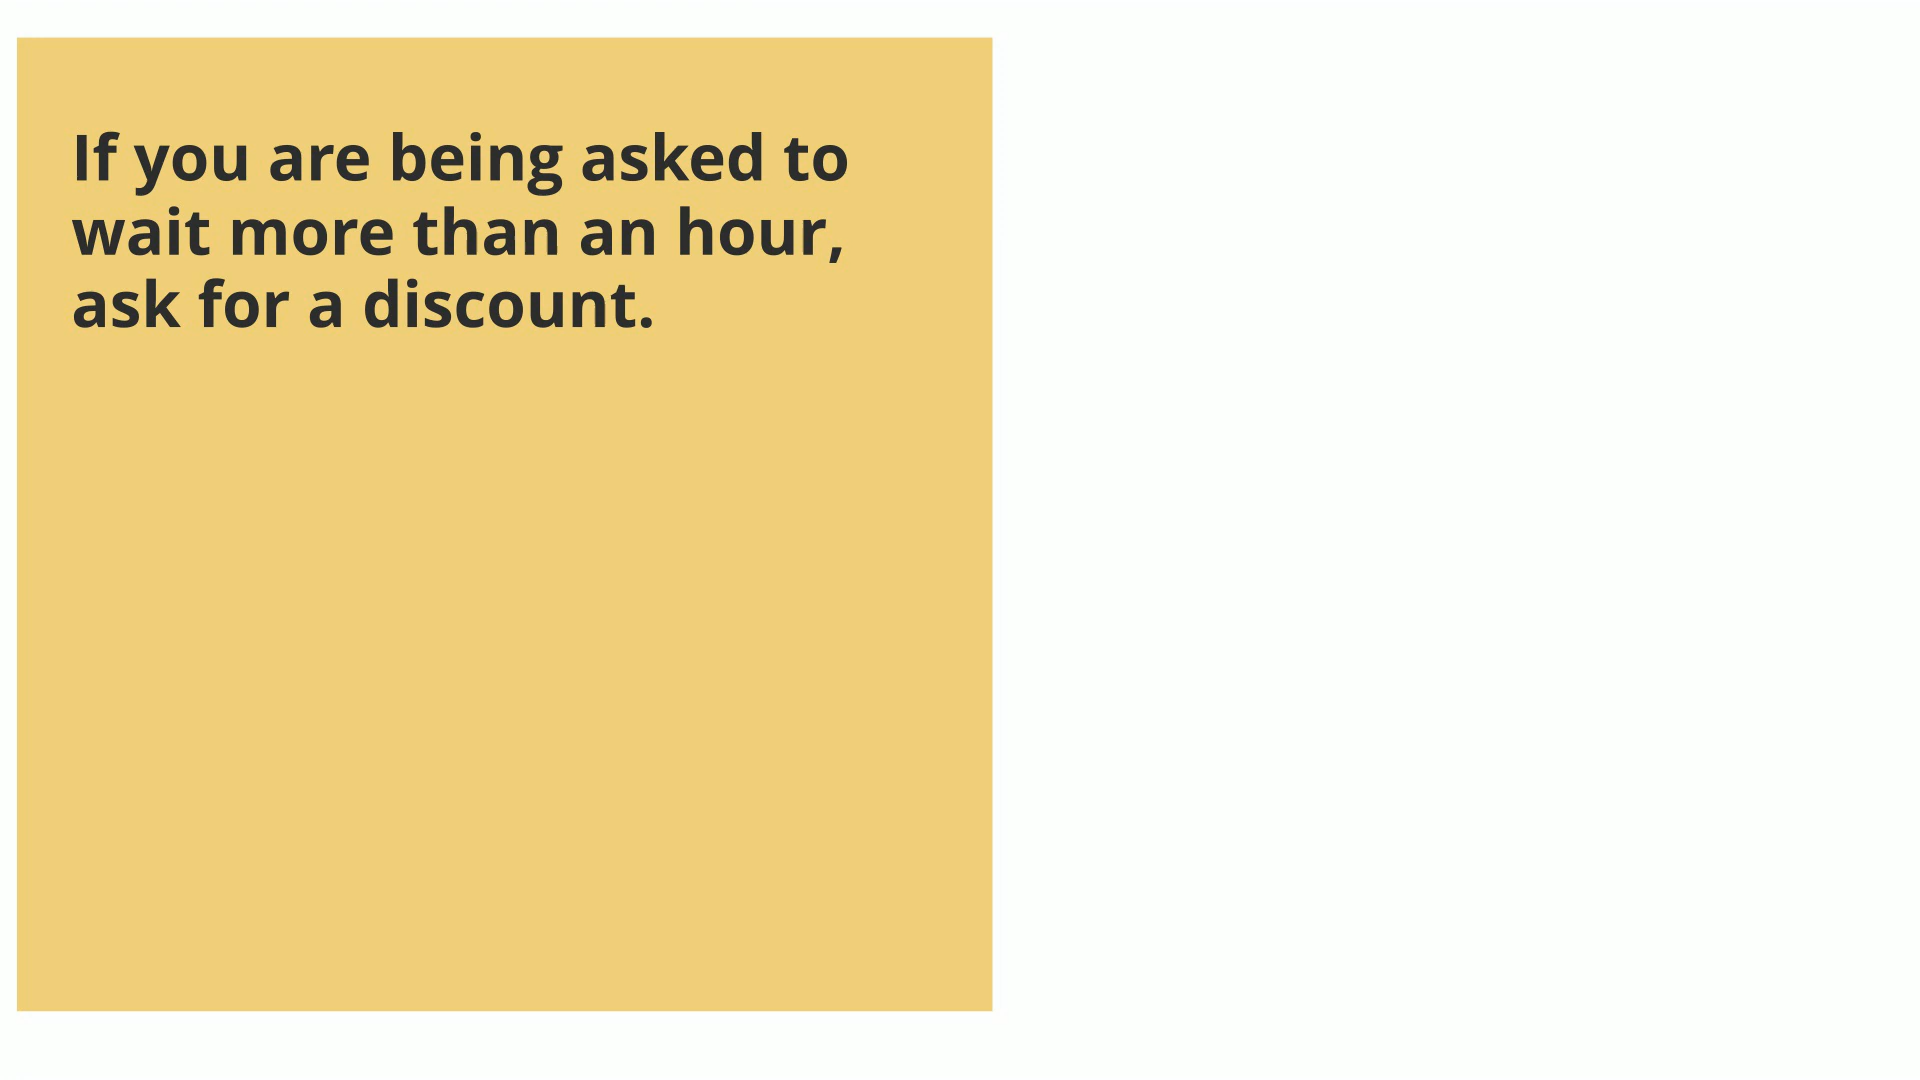 If you are being asked to
wait more than an hour,
ask for a discount.